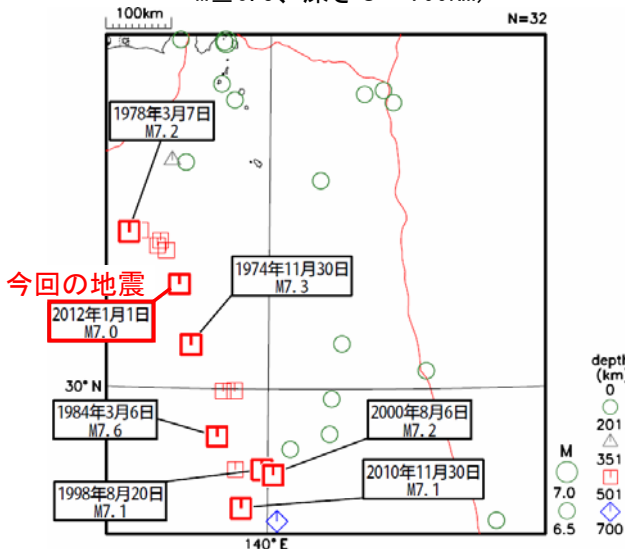 100km
N=32
1978年3月7日
M7.2
今回の地震
1974年11月30日
M7.3
2012年1月1日
M7.0
30°N
1984年3月6日
M7.6
2000年8月6日
M7.2
1998年8月20日
M7.1
2010年11月30日
M7.1
140°E
M
7.0
6.5
depth
(km)
0
201
351
501
700